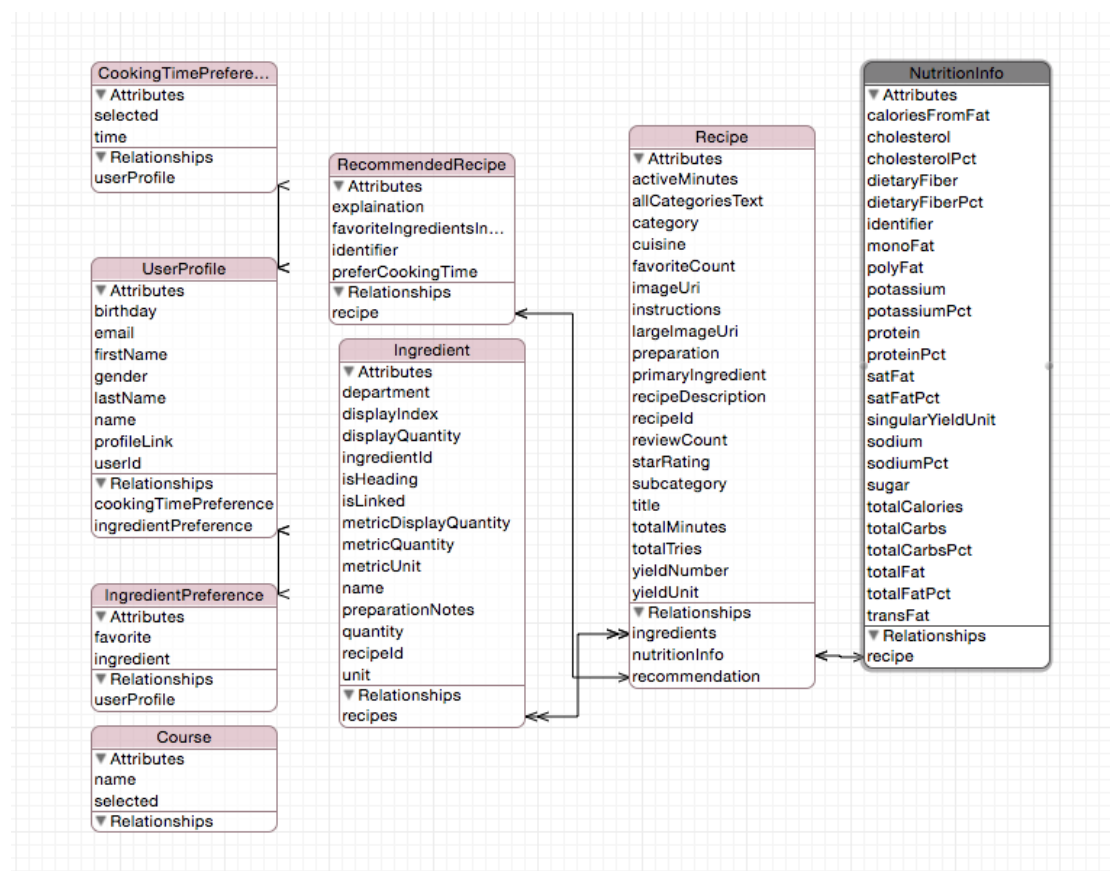 CookingTimePrefere...
▼ Attributes
selected
time
▼ Relationships
userProfile
UserProfile
▼ Attributes
birthday
email
firstName
gender
lastName
name
profileLink
userId
▼ Relationships
cookingTimePreference
ingredientPreference
IngredientPreference
▼ Attributes
favorite
ingredient
▼ Relationships
userProfile
Course
▼ Attributes
name
selected
▼ Relationships
RecommendedRecipe
▼ Attributes
explaination
favoriteIngredientsIn...
identifier
preferCookingTime
▼ Relationships
recipe
Ingredient
▼ Attributes
department
displayIndex
displayQuantity
ingredientId
isHeading
isLinked
metricDisplayQuantity
metricQuantity
metricUnit
name
preparationNotes
quantity
recipeId
unit
▼ Relationships
recipes
Recipe
▼ Attributes
activeMinutes
allCategoriesText
category
cuisine
favoriteCount
imageUri
instructions
largeImageUri
preparation
primaryIngredient
recipeDescription
recipeId
reviewCount
starRating
subcategory
title
totalMinutes
totalTries
yieldNumber
yieldUnit
▼ Relationships
ingredients
nutritionInfo
recommendation
NutritionInfo
▼ Attributes
caloriesFromFat
cholesterol
cholesterolPct
dietaryFiber
dietaryFiberPct
identifier
monoFat
polyFat
potassium
potassiumPct
protein
proteinPct
satFat
satFatPct
singularYieldUnit
sodium
sodiumPct
sugar
totalCalories
totalCarbs
totalCarbsPct
totalFat
totalFatPct
transFat
▼ Relationships
recipe